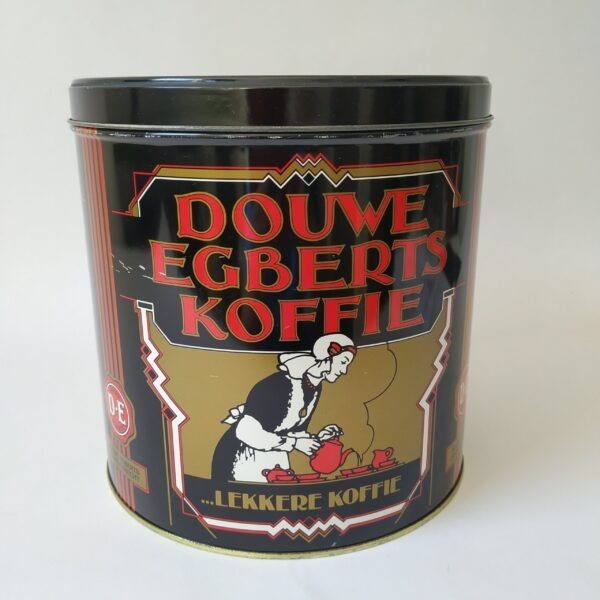 DOUWE
EGBERTS
KOFFIE
D·E
...LEKKERE KOFFIE